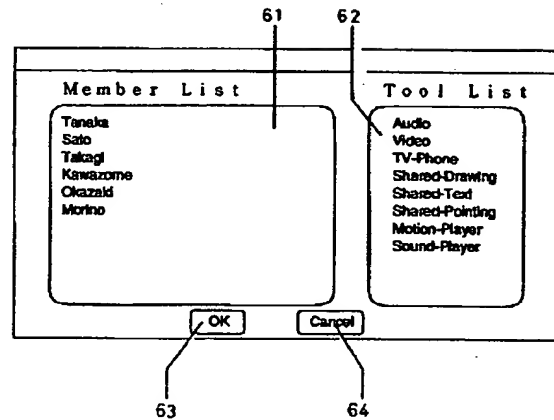 61 62
Member List Tool List
Tanaka
Sato
Takagi
Kawazome
Okazaki
Morino
Audio
Video
TV-Phone
Shared-Drawing
Shared-Text
Shared-Pointing
Motion-Player
Sound-Player
OK Cancel
63 64